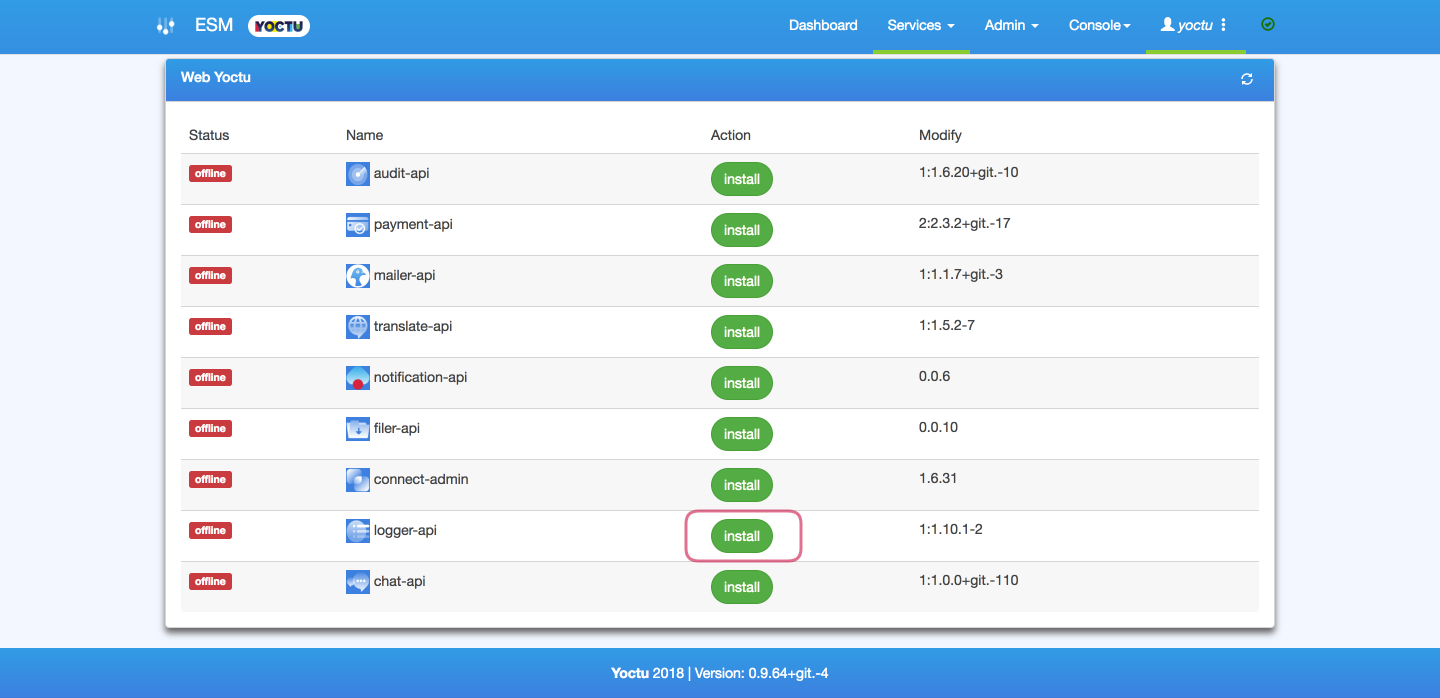 ESM YOCTU Dashboard Services Admin Console yoctu
Web Yoctu
Status Name Action Modify
offline audit-api install 1:1.6.20+git.-10
offline payment-api install 2:2.3.2+git.-17
offline mailer-api install 1:1.1.7+git.-3
offline translate-api install 1:1.5.2-7
offline notification-api install 0.0.6
offline filer-api install 0.0.10
offline connect-admin install 1.6.31
offline logger-api install 1:1.10.1-2
offline chat-api install 1:1.0.0+git.-110
Yoctu 2018 | Version: 0.9.64+git.-4